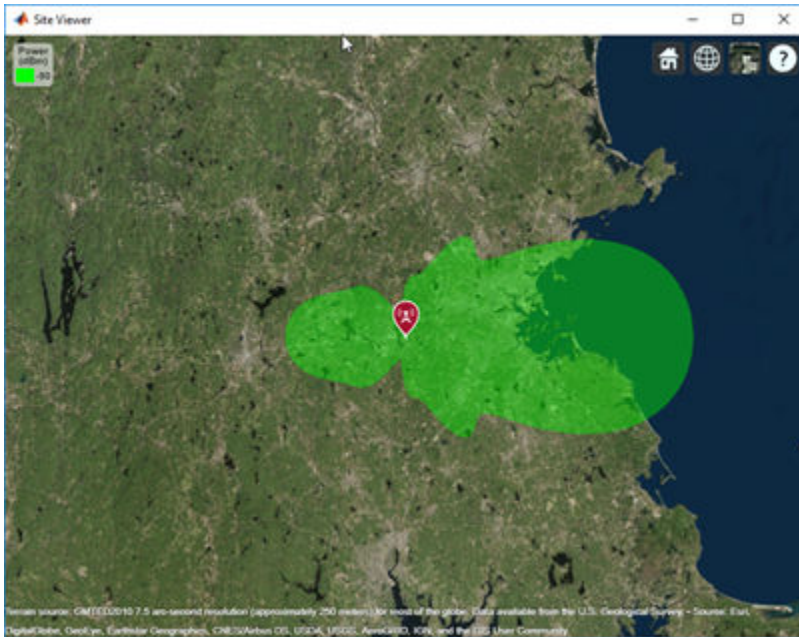 Site Viewer
Power
(dBm)
-90
?
Terrain source: GMTED2010 7.5 arc-second resolution (approximately 250 meters) for most of the globe. Data available from the U.S. Geological Survey. - Source: Esri,
DigitalGlobe, GeoEye, Earthstar Geographics, CNES/Airbus DS, USDA, USGS, AeroGRID, IGN, and the GIS User Community